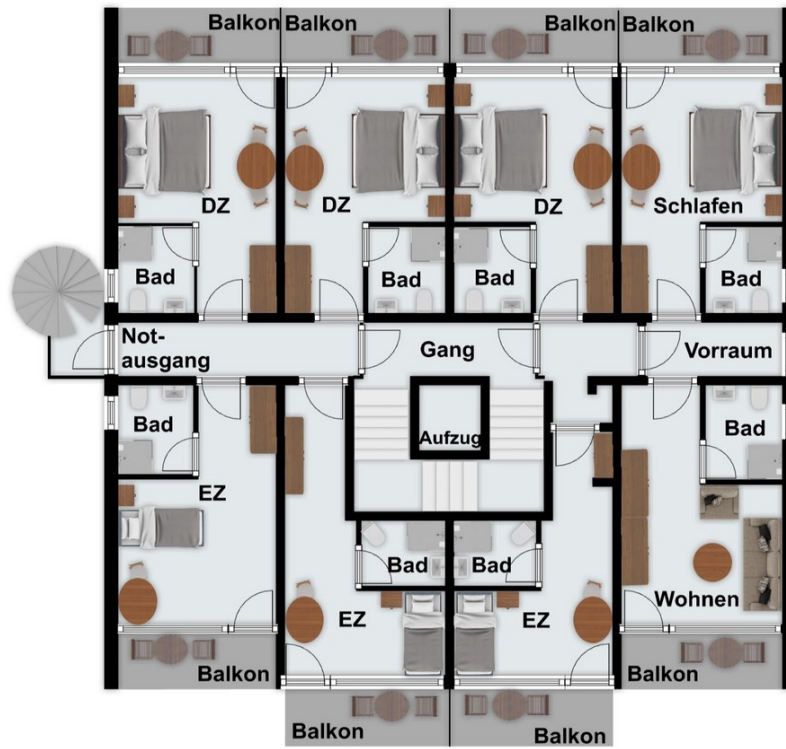 Balkon
Balkon
Balkon
Balkon
DZ
DZ
DZ
Schlafen
Bad
Bad
Bad
Bad
Not-
ausgang
Gang
Vorraum
Bad
Aufzug
Bad
EZ
Bad
Bad
EZ
EZ
Wohnen
Balkon
Balkon
Balkon
Balkon